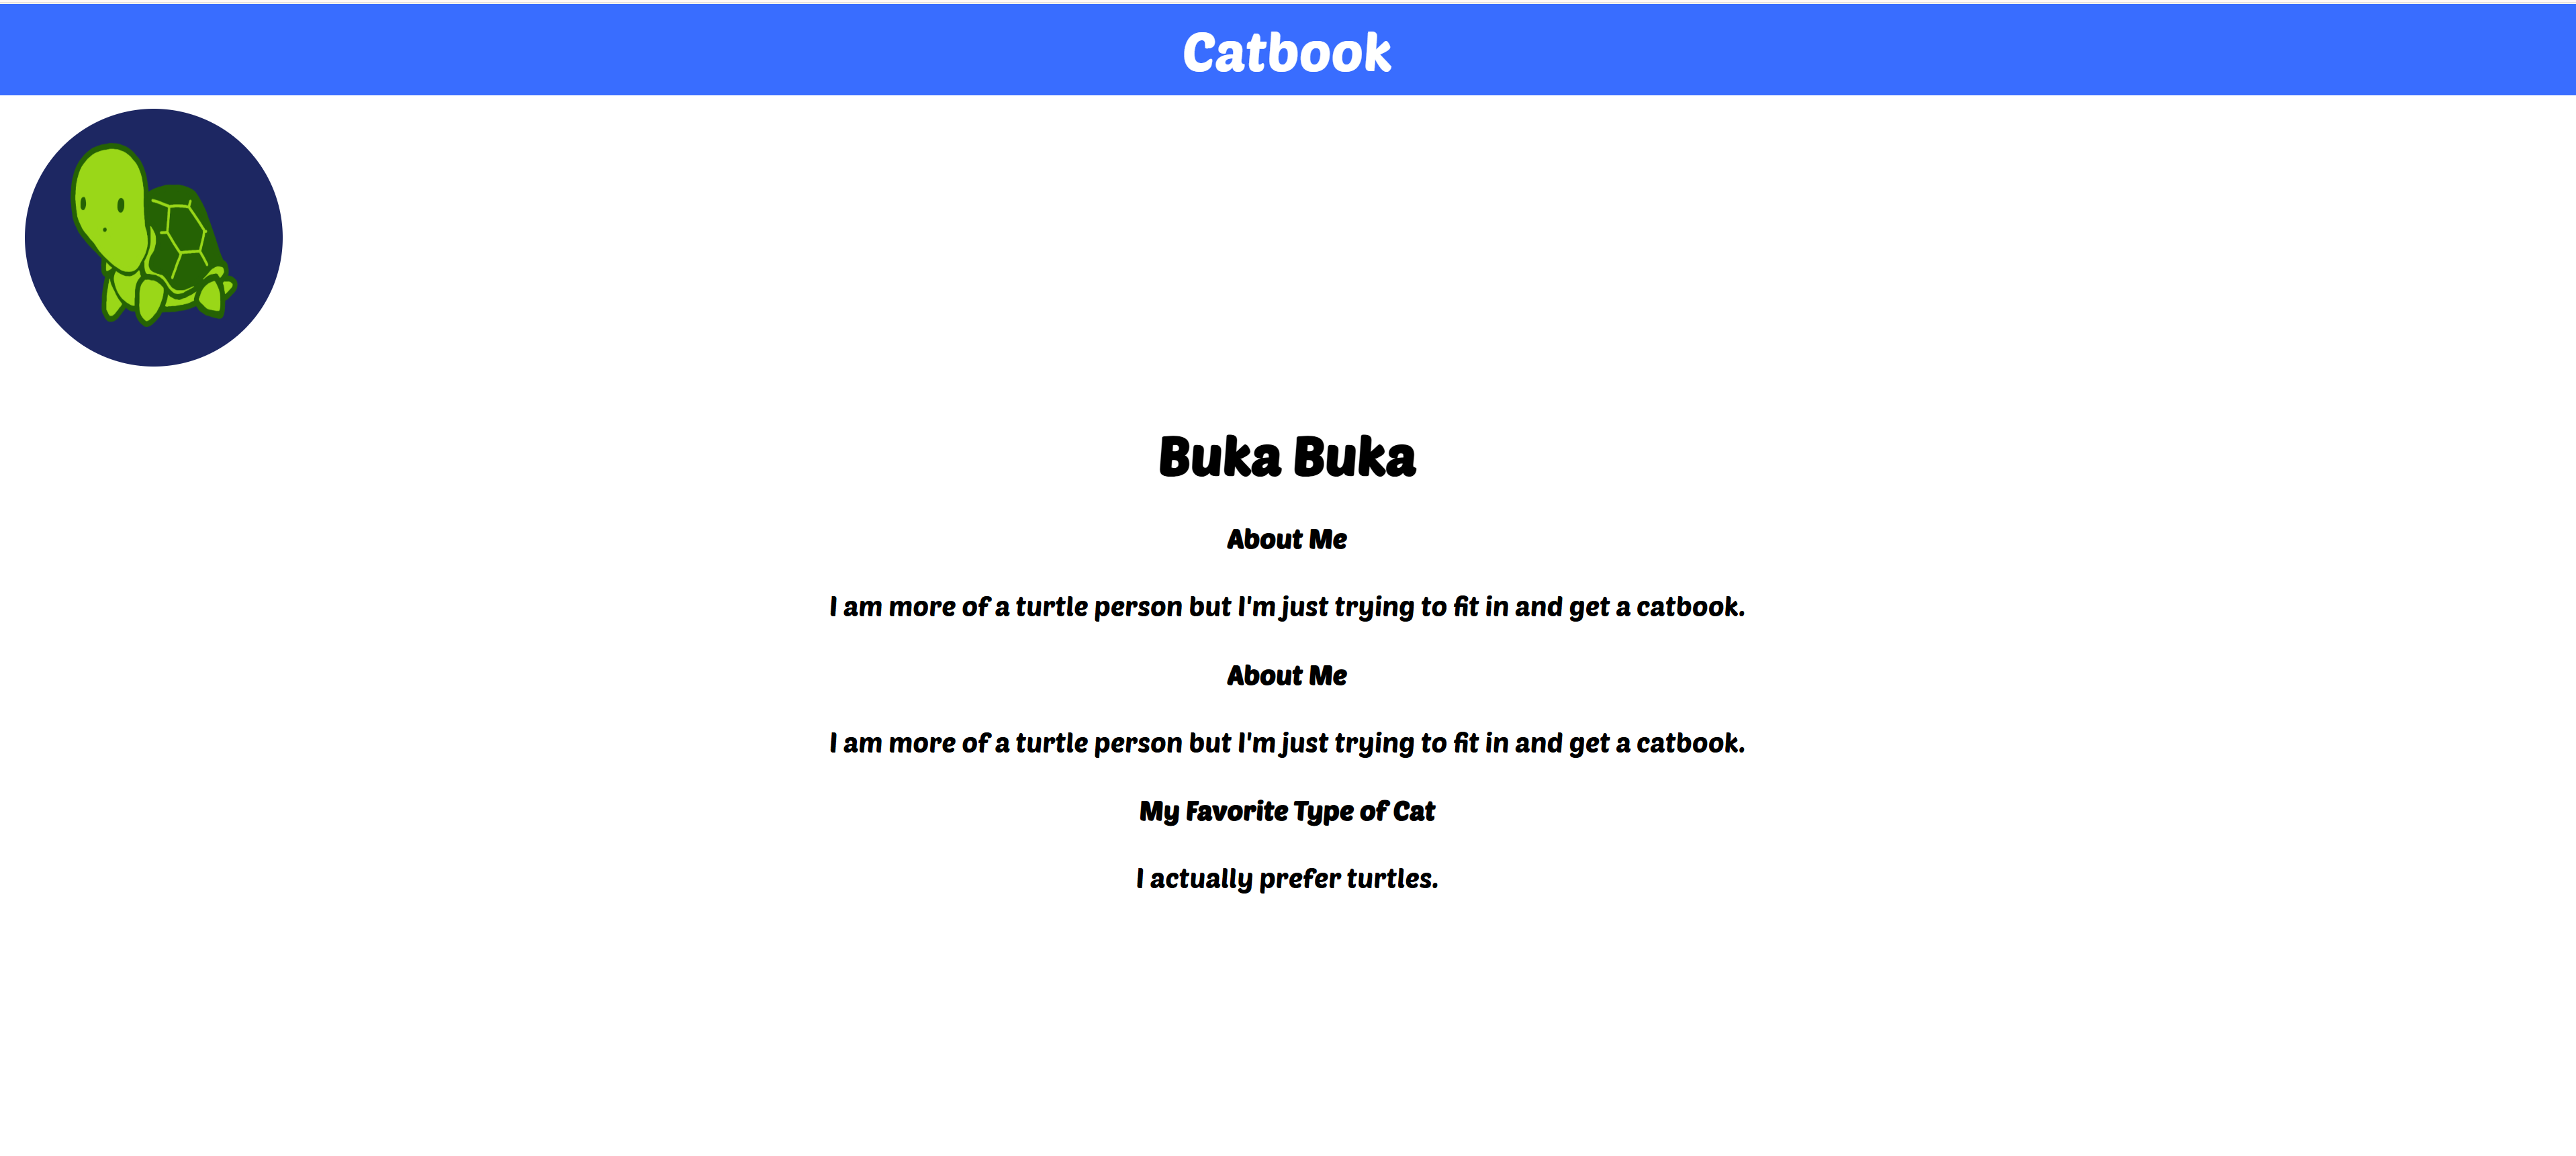 Catbook
Buka Buka
About Me
I am more of a turtle person but I'm just trying to fit in and get a catbook.
About Me
I am more of a turtle person but I'm just trying to fit in and get a catbook.
My Favorite Type of Cat
I actually prefer turtles.